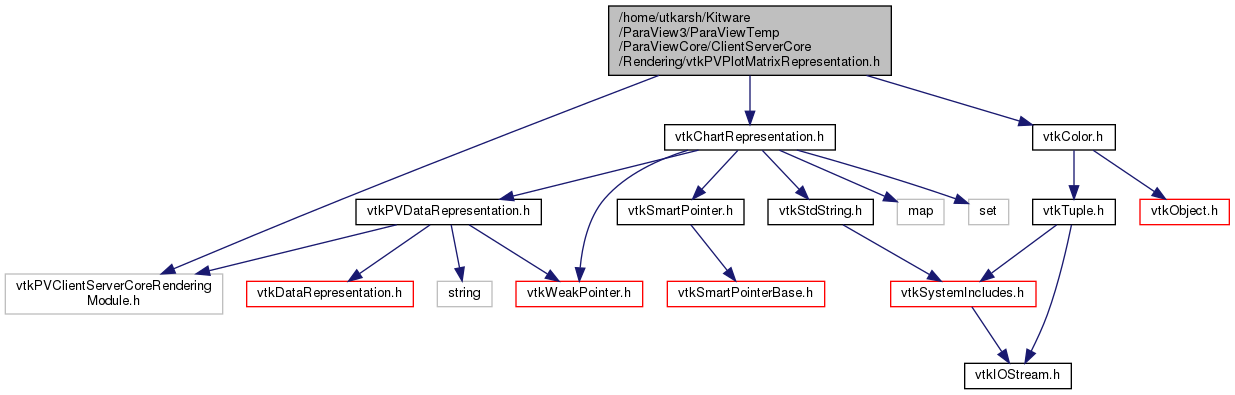 /home/utkarsh/Kitware
/ParaView3/ParaViewTemp
/ParaViewCore/ClientServerCore
/Rendering/vtkPVPlotMatrixRepresentation.h
vtkChartRepresentation.h
vtkColor.h
vtkPVDataRepresentation.h
vtkSmartPointer.h
vtkStdString.h
map
set
vtkTuple.h
vtkObject.h
vtkPVClientServerCoreRendering
Module.h
vtkDataRepresentation.h
string
vtkWeakPointer.h
vtkSmartPointerBase.h
vtkSystemIncludes.h
vtkIOStream.h